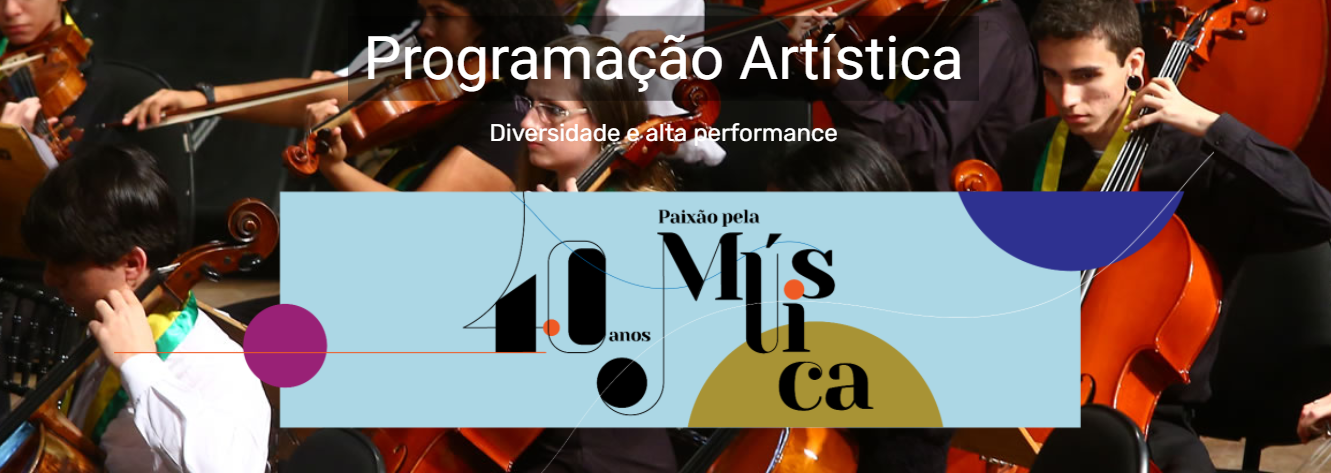 Programação Artística
Diversidade e alta performance
Paixão pela
40 anos
Música